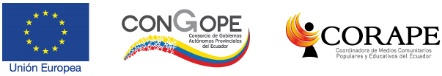 Unión Europea
CONGOPE
Consorcio de Gobiernos
Autónomos Provinciales
del Ecuador
CORAPE
Coordinadora de Medios Comunitarios
Populares y Educativos del Ecuador